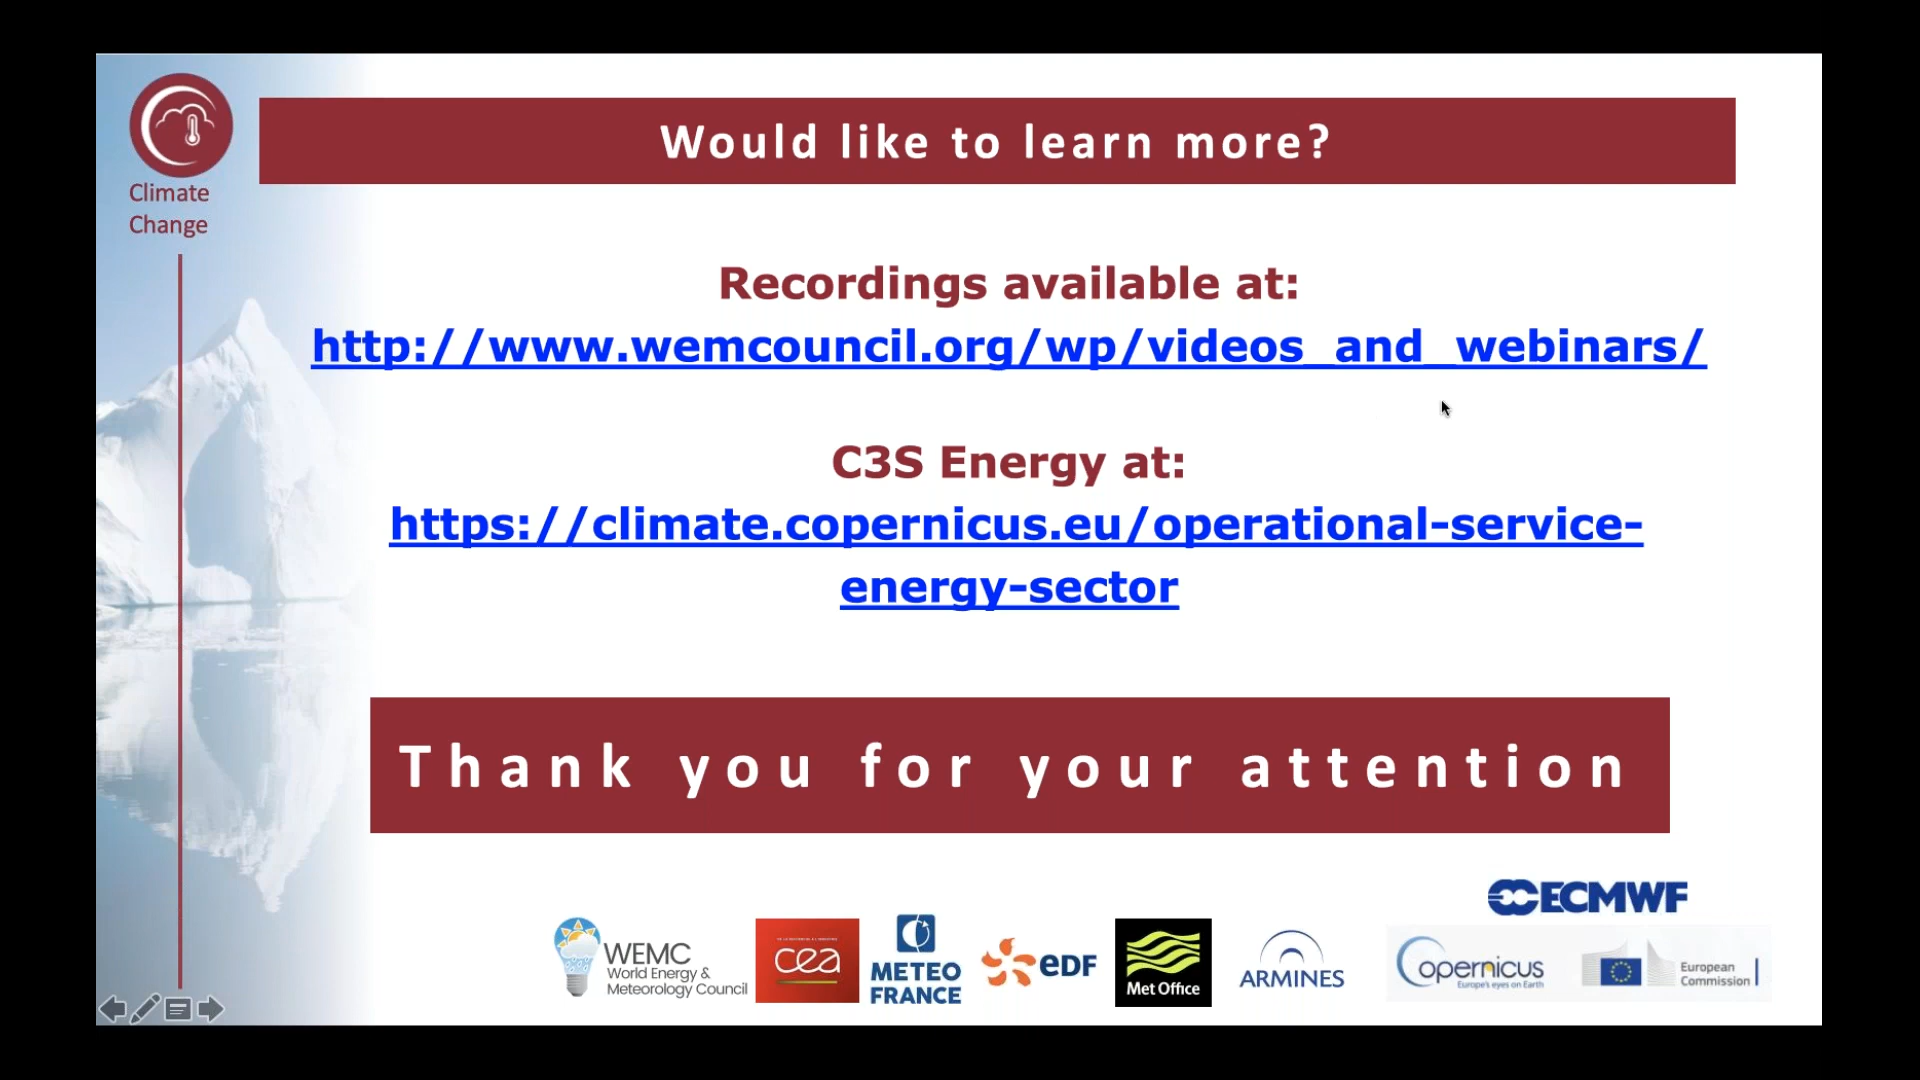 Climate
Change
Would like to learn more?
Recordings available at:
http://www.wemcouncil.org/wp/videos_and_webinars/
C3S Energy at:
https://climate.copernicus.eu/operational-service-
energy-sector
Thank you for your attention
ECMWF
WEMC
World Energy &
Meteorology Council
cea
METEO
FRANCE
eDF
Met Office
ARMINES
opernicus
Europe's eyes on Earth
European
Commission